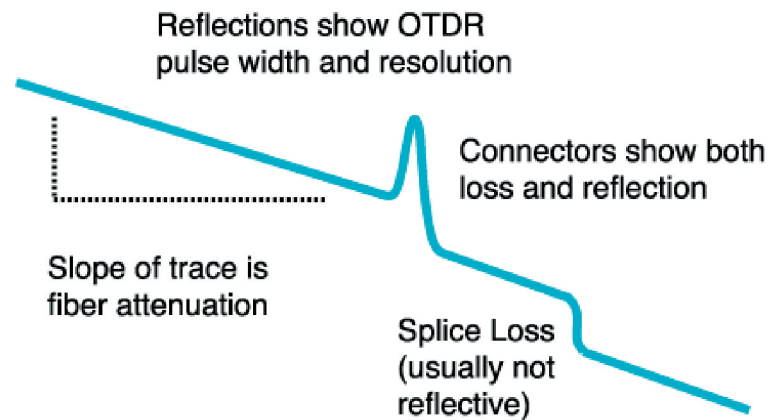 Reflections show OTDR
pulse width and resolution
Connectors show both
loss and reflection
Slope of trace is
fiber attenuation
Splice Loss
(usually not
reflective)